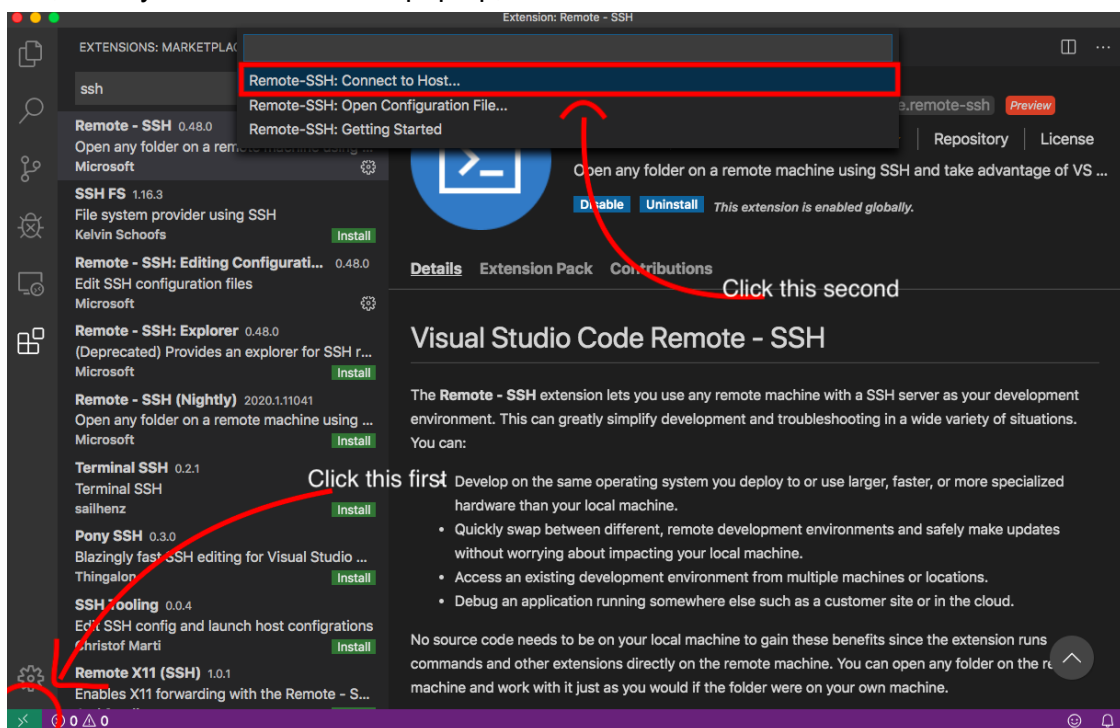 Extension: Remote - SSH
EXTENSIONS: MARKETPLA
ssh
Remote-SSH: Connect to Host...
Remote-SSH: Open Configuration File...
Remote-SSH: Getting Started
Remote - SSH 0.48.0
Open any folder on a remote machine using ...
Microsoft
SSH FS 1.16.3
File system provider using SSH
Kelvin Schoofs Install
Remote - SSH: Editing Configurati... 0.48.0
Edit SSH configuration files
Microsoft
Remote - SSH: Explorer 0.48.0
(Deprecated) Provides an explorer for SSH r...
Microsoft Install
Remote - SSH (Nightly) 2020.1.11041
Open any folder on a remote machine using ...
Microsoft Install
Terminal SSH 0.2.1
Terminal SSH
sailhenz Install
Pony SSH 0.3.0
Blazingly fast SSH editing for Visual Studio ...
Thingalon Install
SSH Tooling 0.0.4
Edit SSH config and launch host configrations
Christof Marti Install
Remote X11 (SSH) 1.0.1
Enables X11 forwarding with the Remote - S...
e.remote-ssh Preview
Repository License
Open any folder on a remote machine using SSH and take advantage of VS ...
Disable Uninstall This extension is enabled globally.
Details Extension Pack Contributions
Click this second
Visual Studio Code Remote - SSH
The Remote - SSH extension lets you use any remote machine with a SSH server as your development
environment. This can greatly simplify development and troubleshooting in a wide variety of situations.
You can:
Click this first
• Develop on the same operating system you deploy to or use larger, faster, or more specialized
hardware than your local machine.
• Quickly swap between different, remote development environments and safely make updates
without worrying about impacting your local machine.
• Access an existing development environment from multiple machines or locations.
• Debug an application running somewhere else such as a customer site or in the cloud.
No source code needs to be on your local machine to gain these benefits since the extension runs
commands and other extensions directly on the remote machine. You can open any folder on the re
machine and work with it just as you would if the folder were on your own machine.
0 0